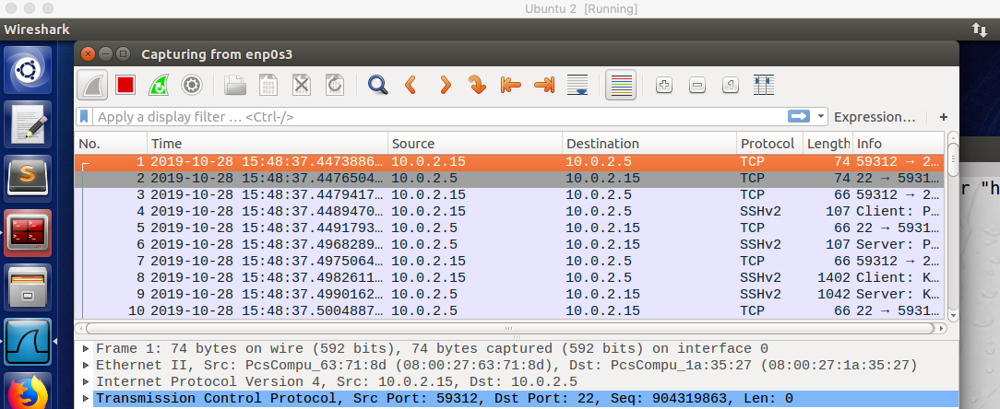 Ubuntu 2 [Running]
Wireshark
Capturing from enp0s3
Apply a display filter … <Ctrl-/> Expression… +
No. Time Source Destination Protocol Length Info
1 2019-10-28 15:48:37.4473886… 10.0.2.15 10.0.2.5 TCP 74 59312 → 2…
2 2019-10-28 15:48:37.4476504… 10.0.2.5 10.0.2.15 TCP 74 22 → 5931…
r "h
3 2019-10-28 15:48:37.4479417… 10.0.2.15 10.0.2.5 TCP 66 59312 → 2…
4 2019-10-28 15:48:37.4489470… 10.0.2.15 10.0.2.5 SSHv2 107 Client: P…
5 2019-10-28 15:48:37.4491793… 10.0.2.5 10.0.2.15 TCP 66 22 → 5931…
6 2019-10-28 15:48:37.4968289… 10.0.2.5 10.0.2.15 SSHv2 107 Server: P…
7 2019-10-28 15:48:37.4975064… 10.0.2.15 10.0.2.5 TCP 66 59312 → 2…
8 2019-10-28 15:48:37.4982611… 10.0.2.15 10.0.2.5 SSHv2 1402 Client: K…
9 2019-10-28 15:48:37.4990162… 10.0.2.5 10.0.2.15 SSHv2 1042 Server: K…
10 2019-10-28 15:48:37.5004887… 10.0.2.5 10.0.2.15 TCP 66 22 → 5931…
Frame 1: 74 bytes on wire (592 bits), 74 bytes captured (592 bits) on interface 0
Ethernet II, Src: PcsCompu_63:71:8d (08:00:27:63:71:8d), Dst: PcsCompu_1a:35:27 (08:00:27:1a:35:27)
Internet Protocol Version 4, Src: 10.0.2.15, Dst: 10.0.2.5
Transmission Control Protocol, Src Port: 59312, Dst Port: 22, Seq: 904319863, Len: 0